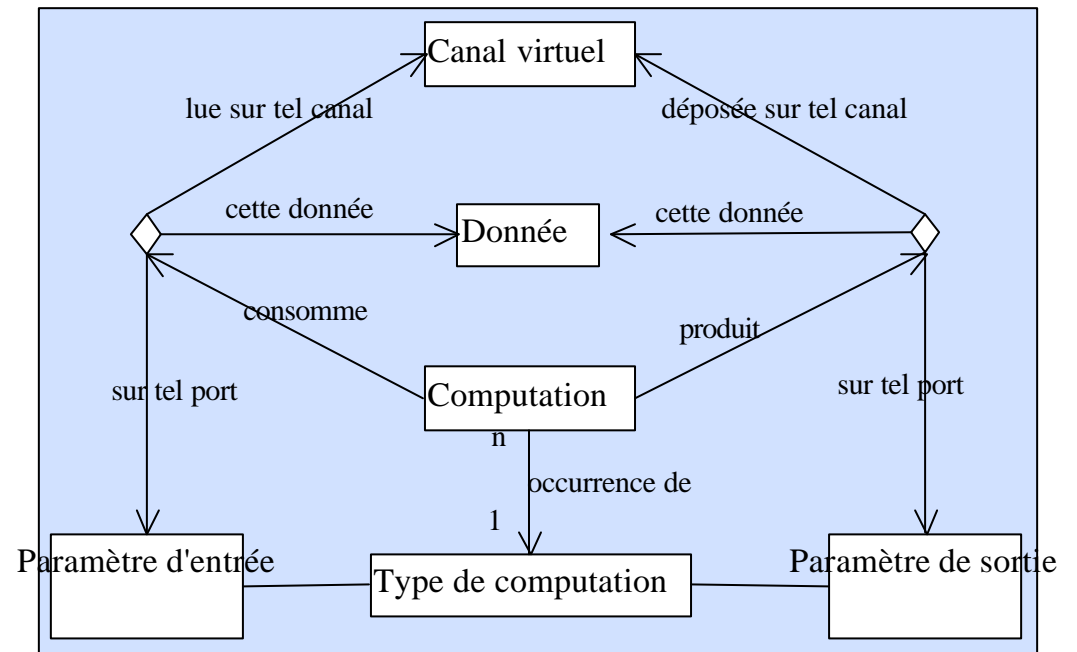 Canal virtuel
lue sur tel canal
déposée sur tel canal
cette donnée
cette donnée
Donnée
consomme
produit
sur tel port
sur tel port
Computation
n
occurrence de
1
Paramètre d'entrée
Type de computation
Paramètre de sortie